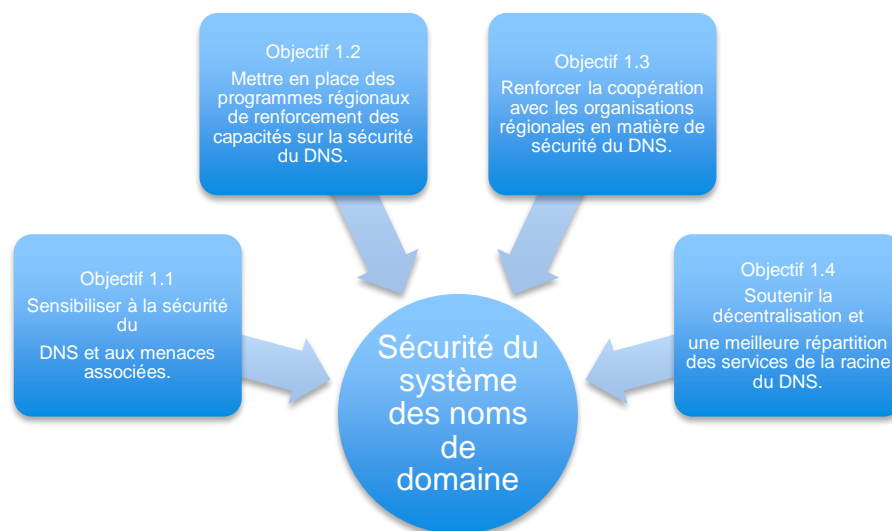 Objectif 1.2
Mettre en place des
programmes régionaux
de renforcement des
capacités sur la sécurité
du DNS.
Objectif 1.3
Renforcer la coopération
avec les organisations
régionales en matière de
sécurité du DNS.
Objectif 1.1
Sensibiliser à la sécurité
du
DNS et aux menaces
associées.
Objectif 1.4
Soutenir la
décentralisation et
une meilleure répartition
des services de la racine
du DNS.
Sécurité du
système
des noms
de
domaine